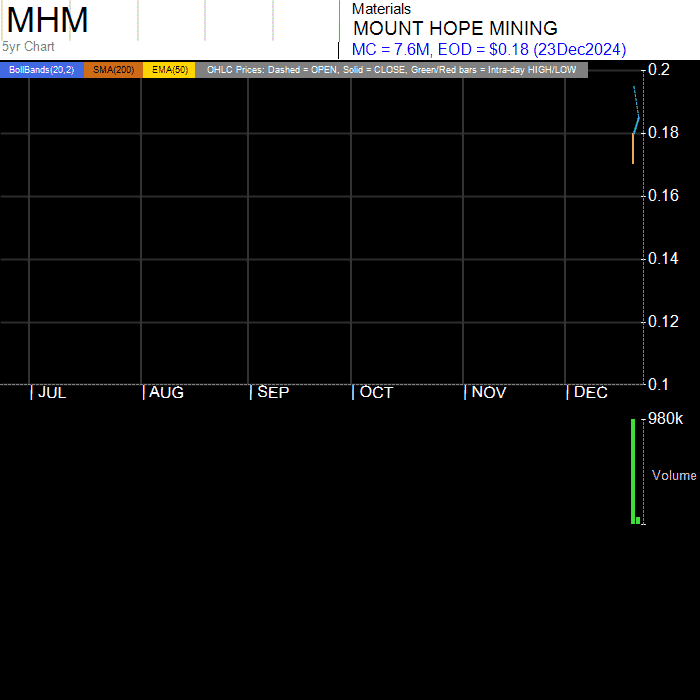 MHM
5yr Chart
Materials
MOUNT HOPE MINING
MC = 7.6M, EOD = $0.18 (23Dec2024)
BollBands(20,2) SMA(200) EMA(50) OHLC Prices: Dashed = OPEN, Solid = CLOSE, Green/Red bars = Intra-day HIGH/LOW
0.2
0.18
0.16
0.14
0.12
0.1
JUL AUG SEP OCT NOV DEC
980k
Volume